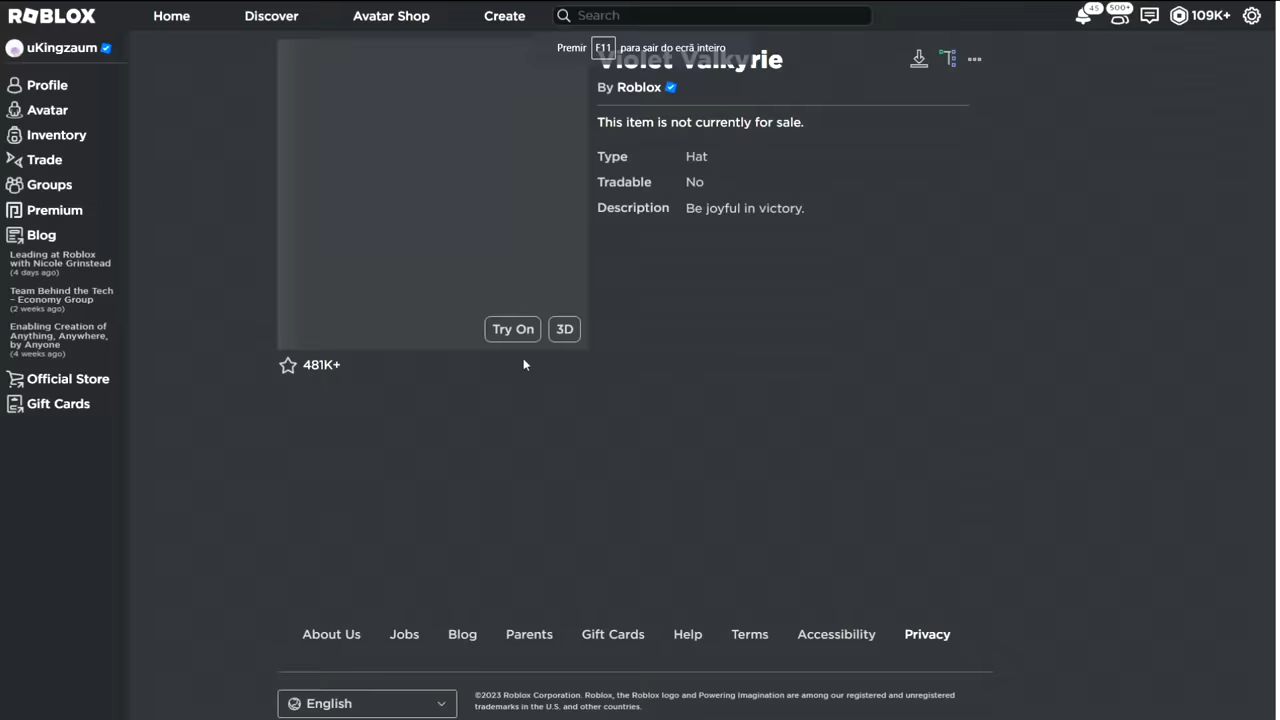 ROBLOX
Home
Discover
Avatar Shop
Create
Search
45
500+
109K+
uKingzaum
Profile
Avatar
Inventory
Trade
Groups
Premium
Blog
Leading at Roblox
with Nicole Grinstead
(4 days ago)
Team Behind the Tech
– Economy Group
(2 weeks ago)
Enabling Creation of
Anything, Anywhere,
by Anyone
(4 weeks ago)
Official Store
Gift Cards
Premir F11 para sair do ecrã inteiro
Violet Valkyrie
By Roblox
This item is not currently for sale.
Type Hat
Tradable No
Description Be joyful in victory.
Try On
3D
481K+
About Us
Jobs
Blog
Parents
Gift Cards
Help
Terms
Accessibility
Privacy
English
©2023 Roblox Corporation. Roblox, the Roblox logo and Powering Imagination are among our registered and unregistered
trademarks in the U.S. and other countries.